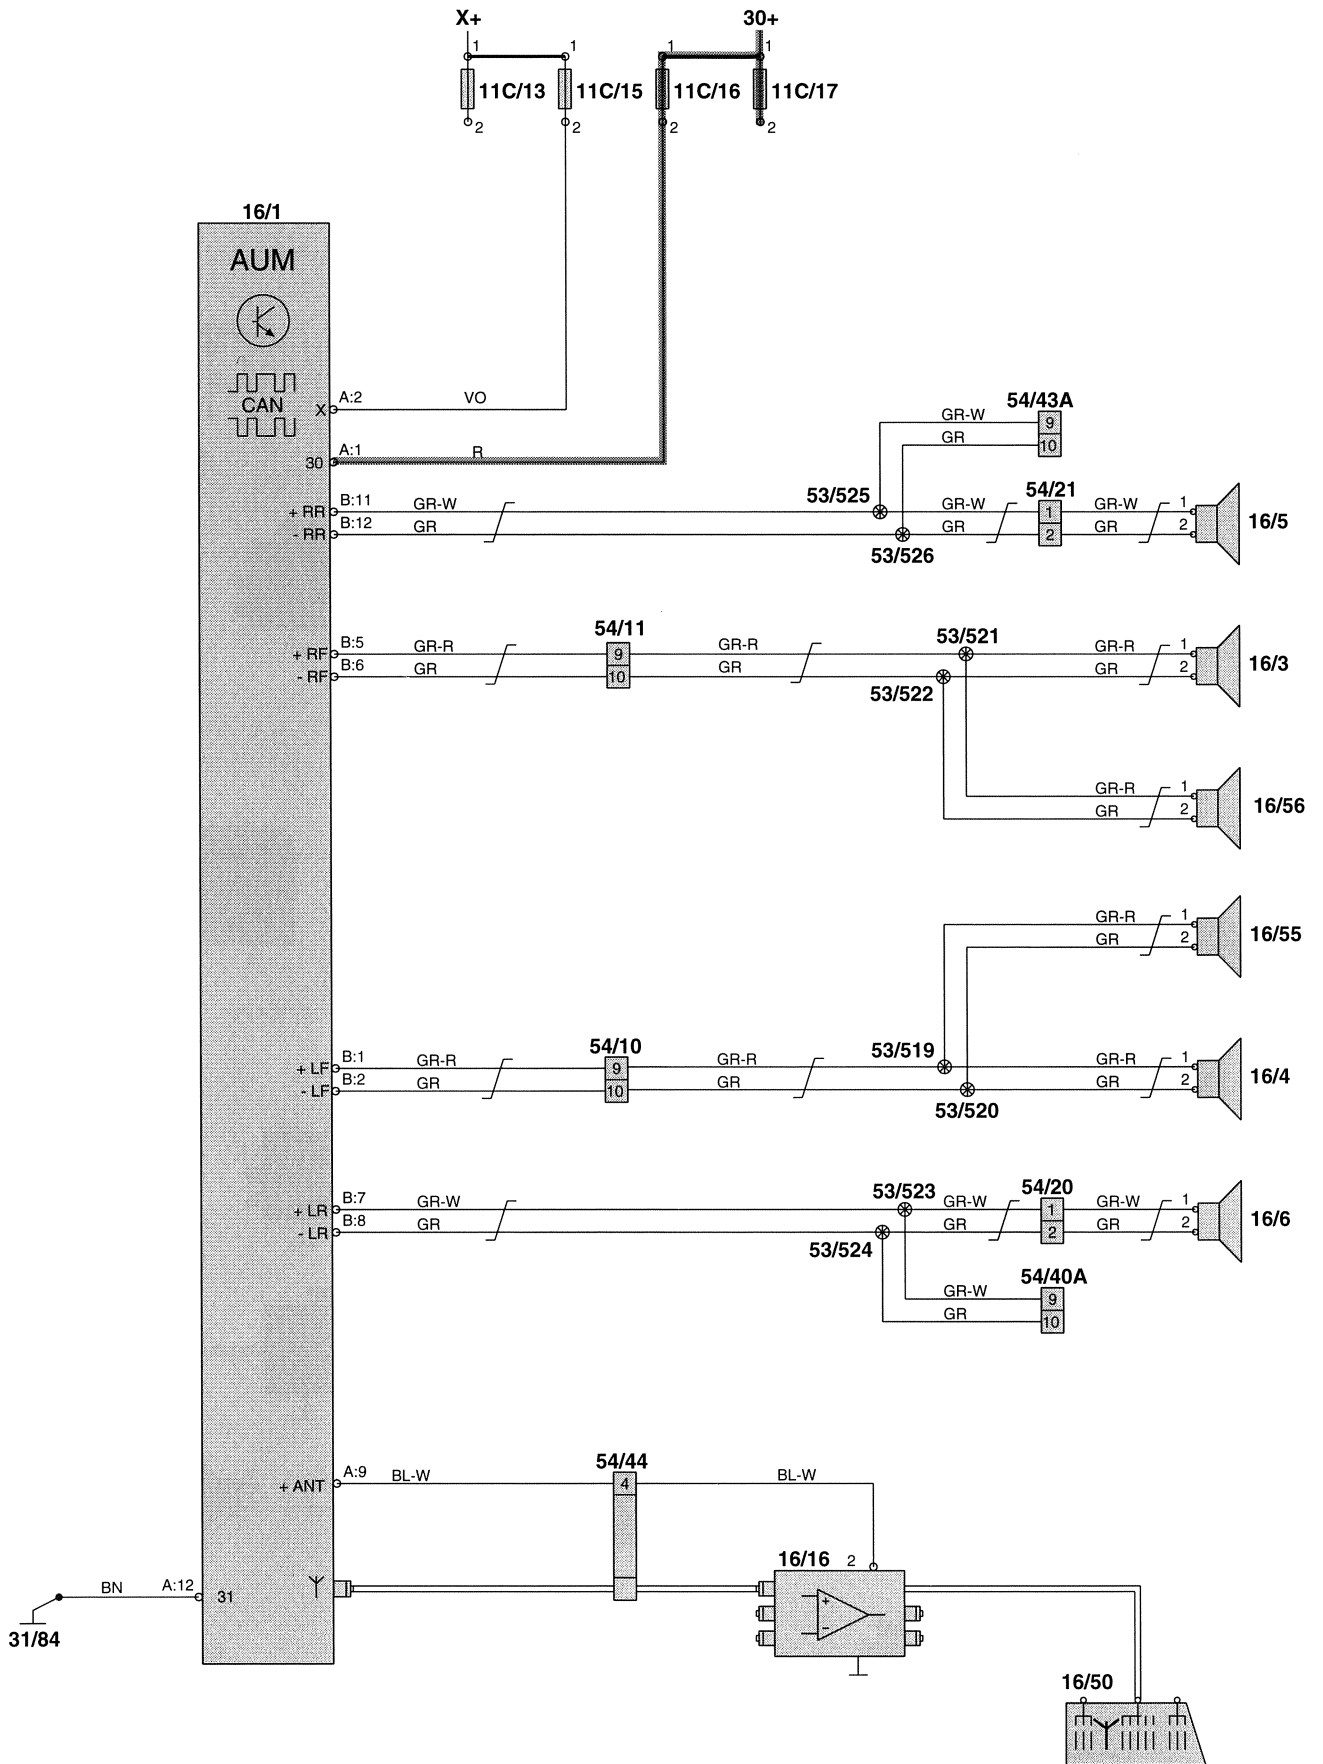 X+ 30+
1 1 1 1
11C/13 11C/15 11C/16 11C/17
2 2 2 2
16/1
AUM
CAN
X A:2 VO
30 A:1 R
54/43A
GR-W 9
GR 10
+ RR B:11 GR-W 53/525 GR-W 54/21 1 GR-W 1
- RR B:12 GR 53/526 GR 2 GR 2
16/5
+ RF B:5 GR-R 54/11 9 GR-R 53/521 GR-R 1
- RF B:6 GR 10 GR 53/522 GR 2
16/3
GR-R 1
GR 2
16/56
GR-R 1
GR 2
16/55
+ LF B:1 GR-R 54/10 9 GR-R 53/519 GR-R 1
- LF B:2 GR 10 GR 53/520 GR 2
16/4
+ LR B:7 GR-W 53/523 GR-W 54/20 1 GR-W 1
- LR B:8 GR 53/524 GR 2 GR 2
16/6
54/40A
GR-W 9
GR 10
54/44
+ ANT A:9 BL-W 4 BL-W
16/16 2
+
-
BN A:12 31
31/84
16/50